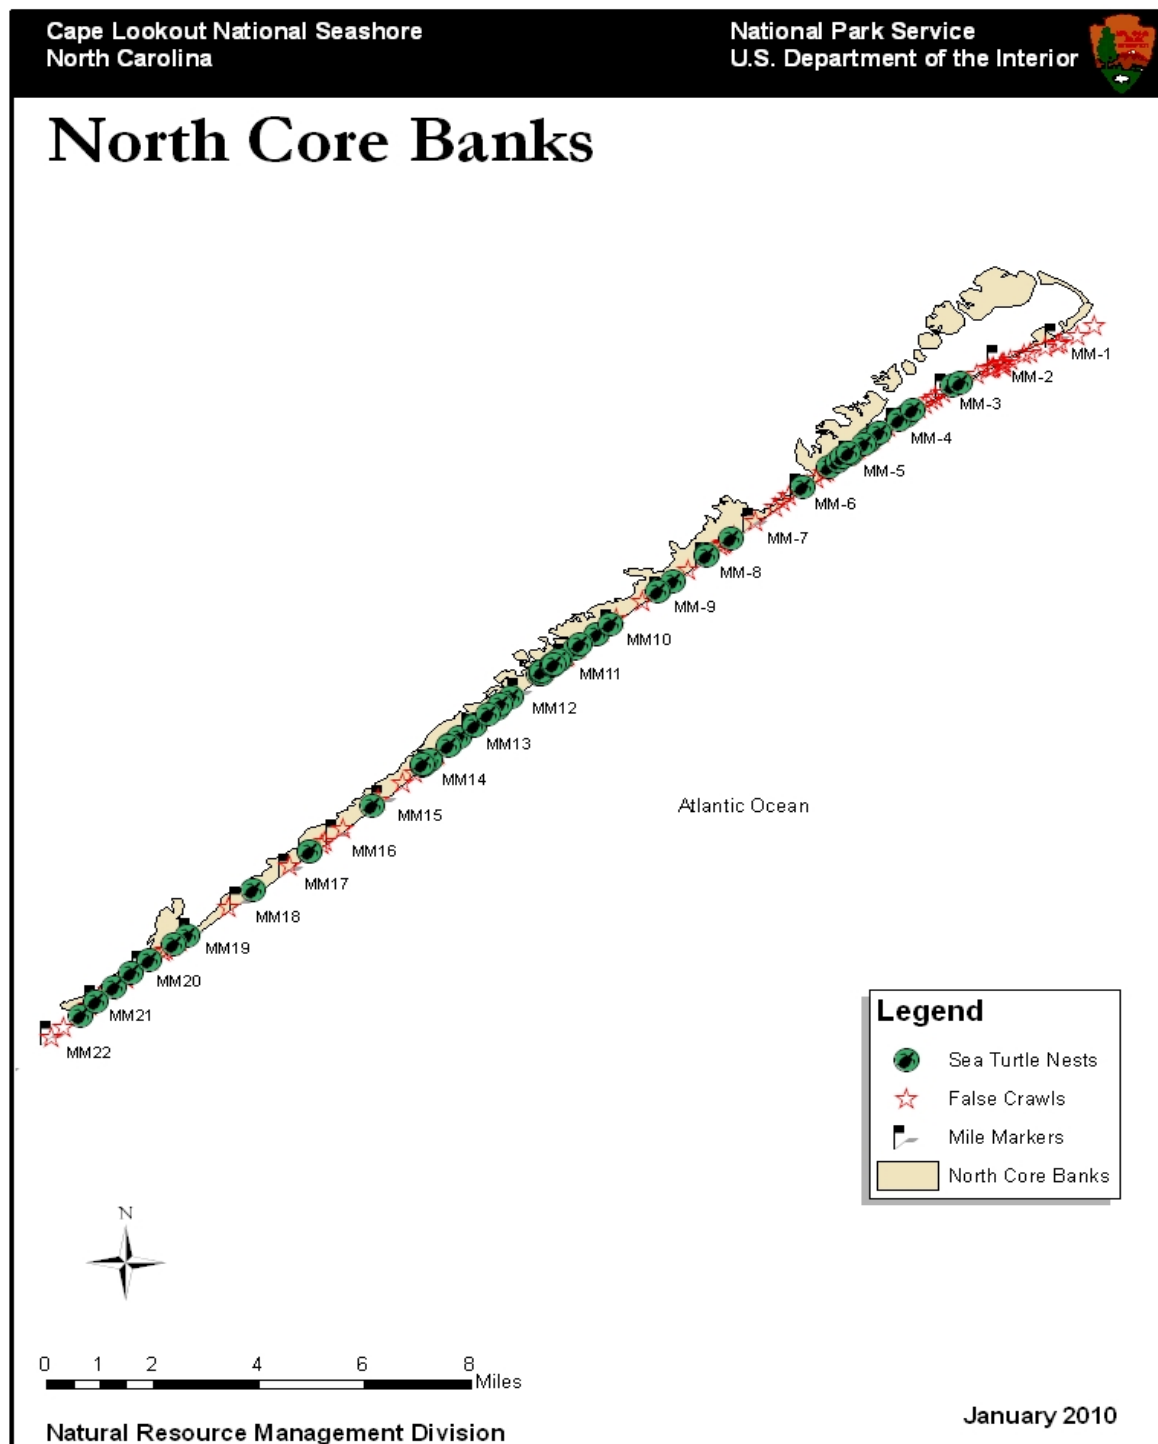 Cape Lookout National Seashore
North Carolina
National Park Service
U.S. Department of the Interior
North Core Banks
MM-1
MM-2
MM-3
MM-4
MM-5
MM-6
MM-7
MM-8
MM-9
MM10
MM11
MM12
MM13
MM14
MM15
MM16
MM17
MM18
MM19
MM20
MM21
MM22
Atlantic Ocean
Legend
Sea Turtle Nests
False Crawls
Mile Markers
North Core Banks
N
0 1 2 4 6 8
Miles
January 2010
Natural Resource Management Division